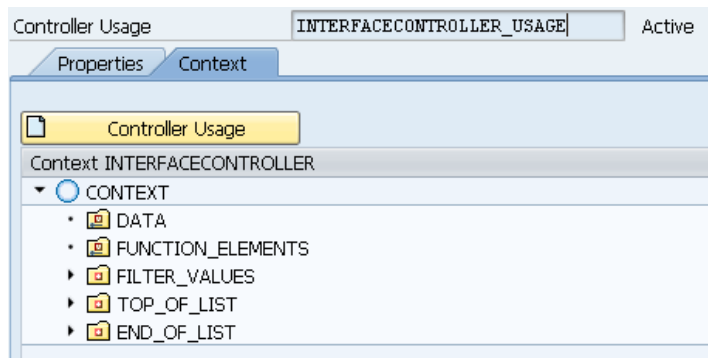 Controller Usage INTERFACECONTROLLER_USAGE Active
Properties Context
Controller Usage
Context INTERFACECONTROLLER
CONTEXT
DATA
FUNCTION_ELEMENTS
FILTER_VALUES
TOP_OF_LIST
END_OF_LIST